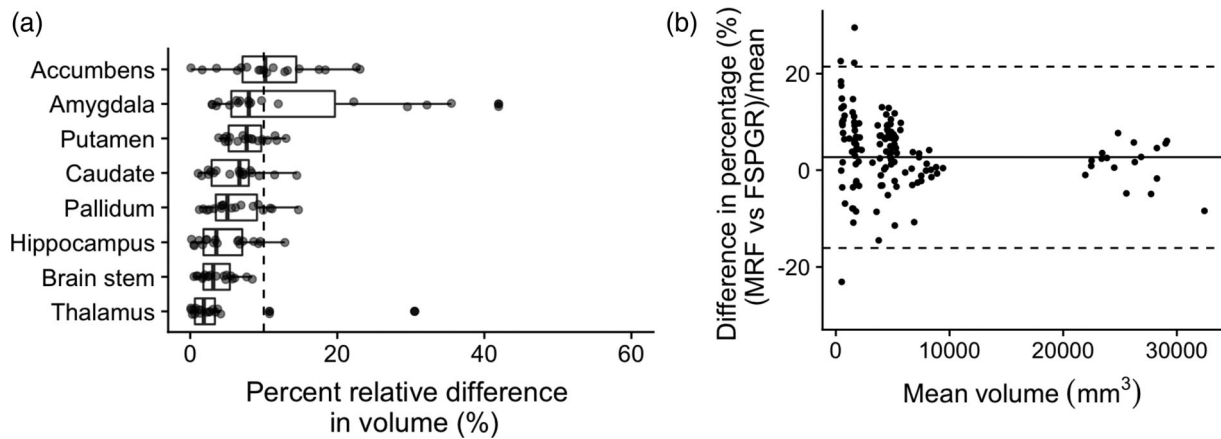 (a)
Accumbens
Amygdala
Putamen
Caudate
Pallidum
Hippocampus
Brain stem
Thalamus
0 20 40 60
Percent relative difference
in volume (%)
(b)
Difference in percentage (%)
(MRF vs FSPGR)/mean
20
0
-20
0 10000 20000 30000
Mean volume (mm³)